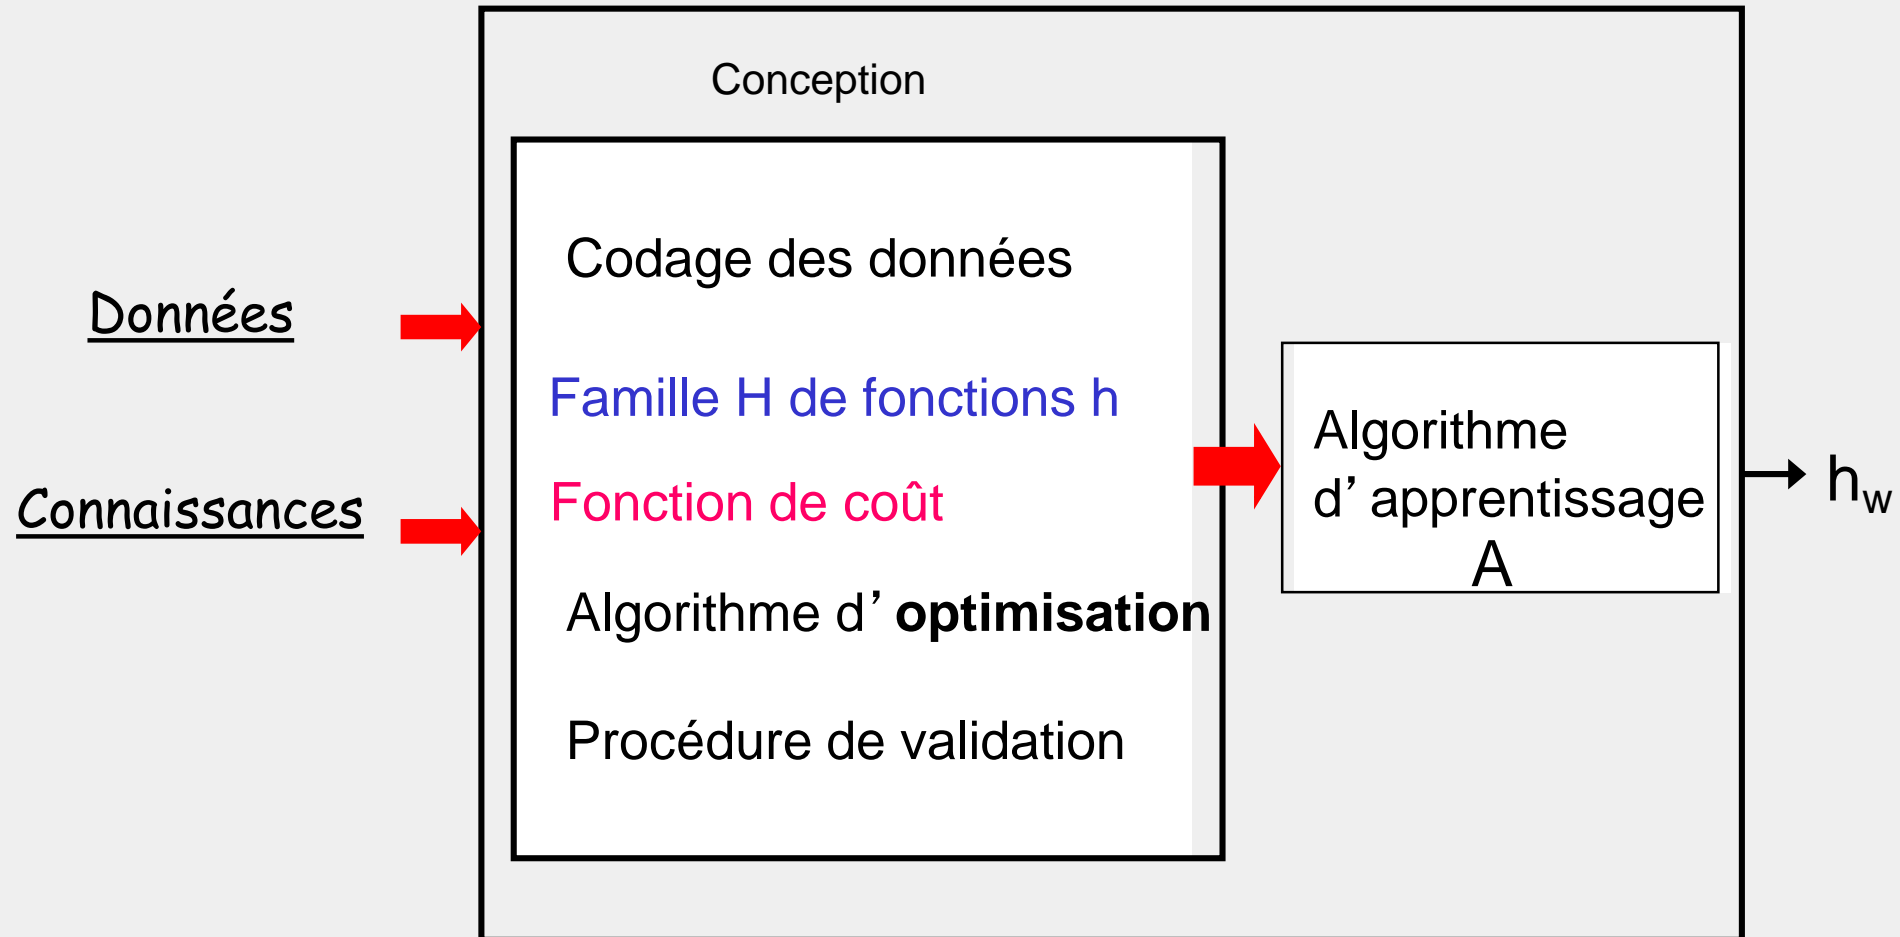 Conception
Données
Connaissances
Codage des données
Famille H de fonctions h
Fonction de coût
Algorithme d’ optimisation
Procédure de validation
Algorithme
d’ apprentissage
A
h_w